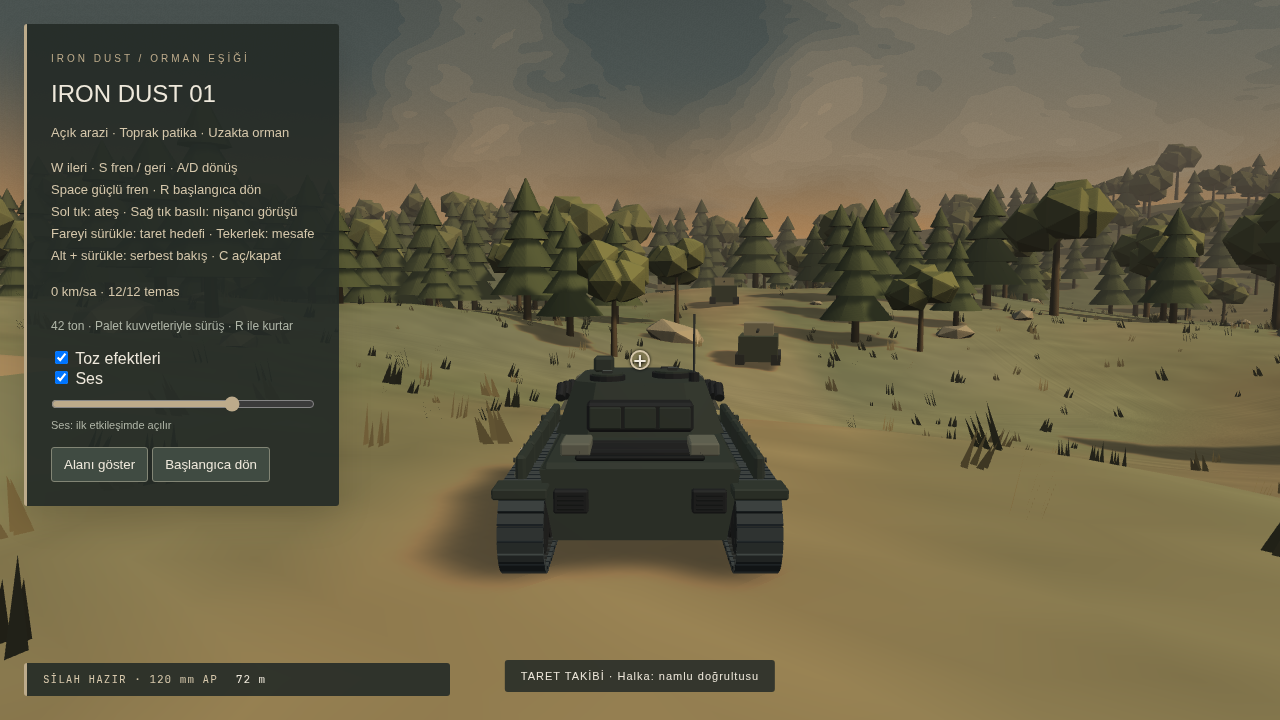 IRON DUST / ORMAN EŞİĞİ
IRON DUST 01
Açık arazi · Toprak patika · Uzakta orman
W ileri · S fren / geri · A/D dönüş
Space güçlü fren · R başlangıca dön
Sol tık: ateş · Sağ tık basılı: nişancı görüşü
Fareyi sürükle: taret hedefi · Tekerlek: mesafe
Alt + sürükle: serbest bakış · C aç/kapat
0 km/sa · 12/12 temas
42 ton · Palet kuvvetleriyle sürüş · R ile kurtar
Toz efektleri
Ses
Ses: ilk etkileşimde açılır
Alanı göster Başlangıca dön
SİLAH HAZIR · 120 mm AP 72 m
TARET TAKİBİ · Halka: namlu doğrultusu